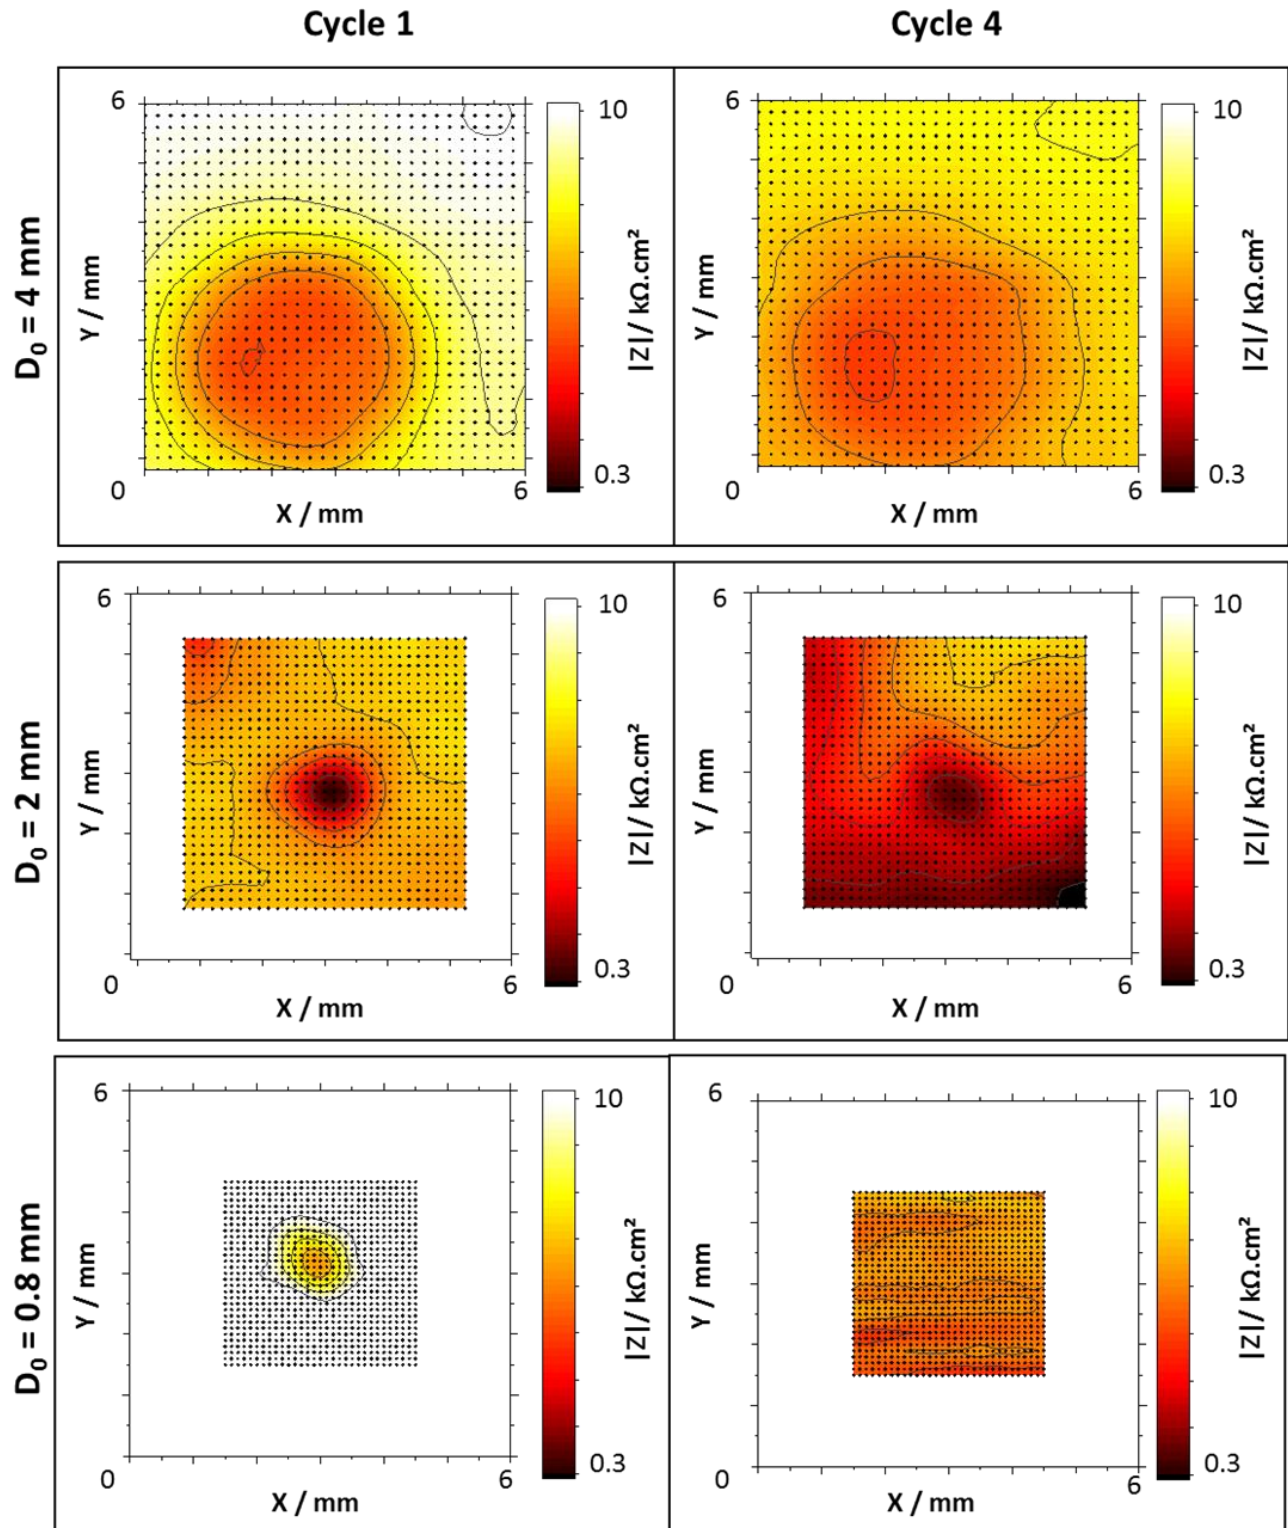 Cycle 1
Cycle 4
D₀ = 4 mm
6
Y / mm
0
6
X / mm
10
|Z|/ kΩ.cm²
0.3
6
Y / mm
0
6
X / mm
10
|Z|/ kΩ.cm²
0.3
D₀ = 2 mm
6
Y / mm
0
6
X / mm
10
|Z|/ kΩ.cm²
0.3
6
Y / mm
0
6
X / mm
10
|Z|/ kΩ.cm²
0.3
D₀ = 0.8 mm
6
Y / mm
0
6
X / mm
10
|Z|/ kΩ.cm²
0.3
6
Y / mm
0
6
X / mm
10
|Z|/ kΩ.cm²
0.3